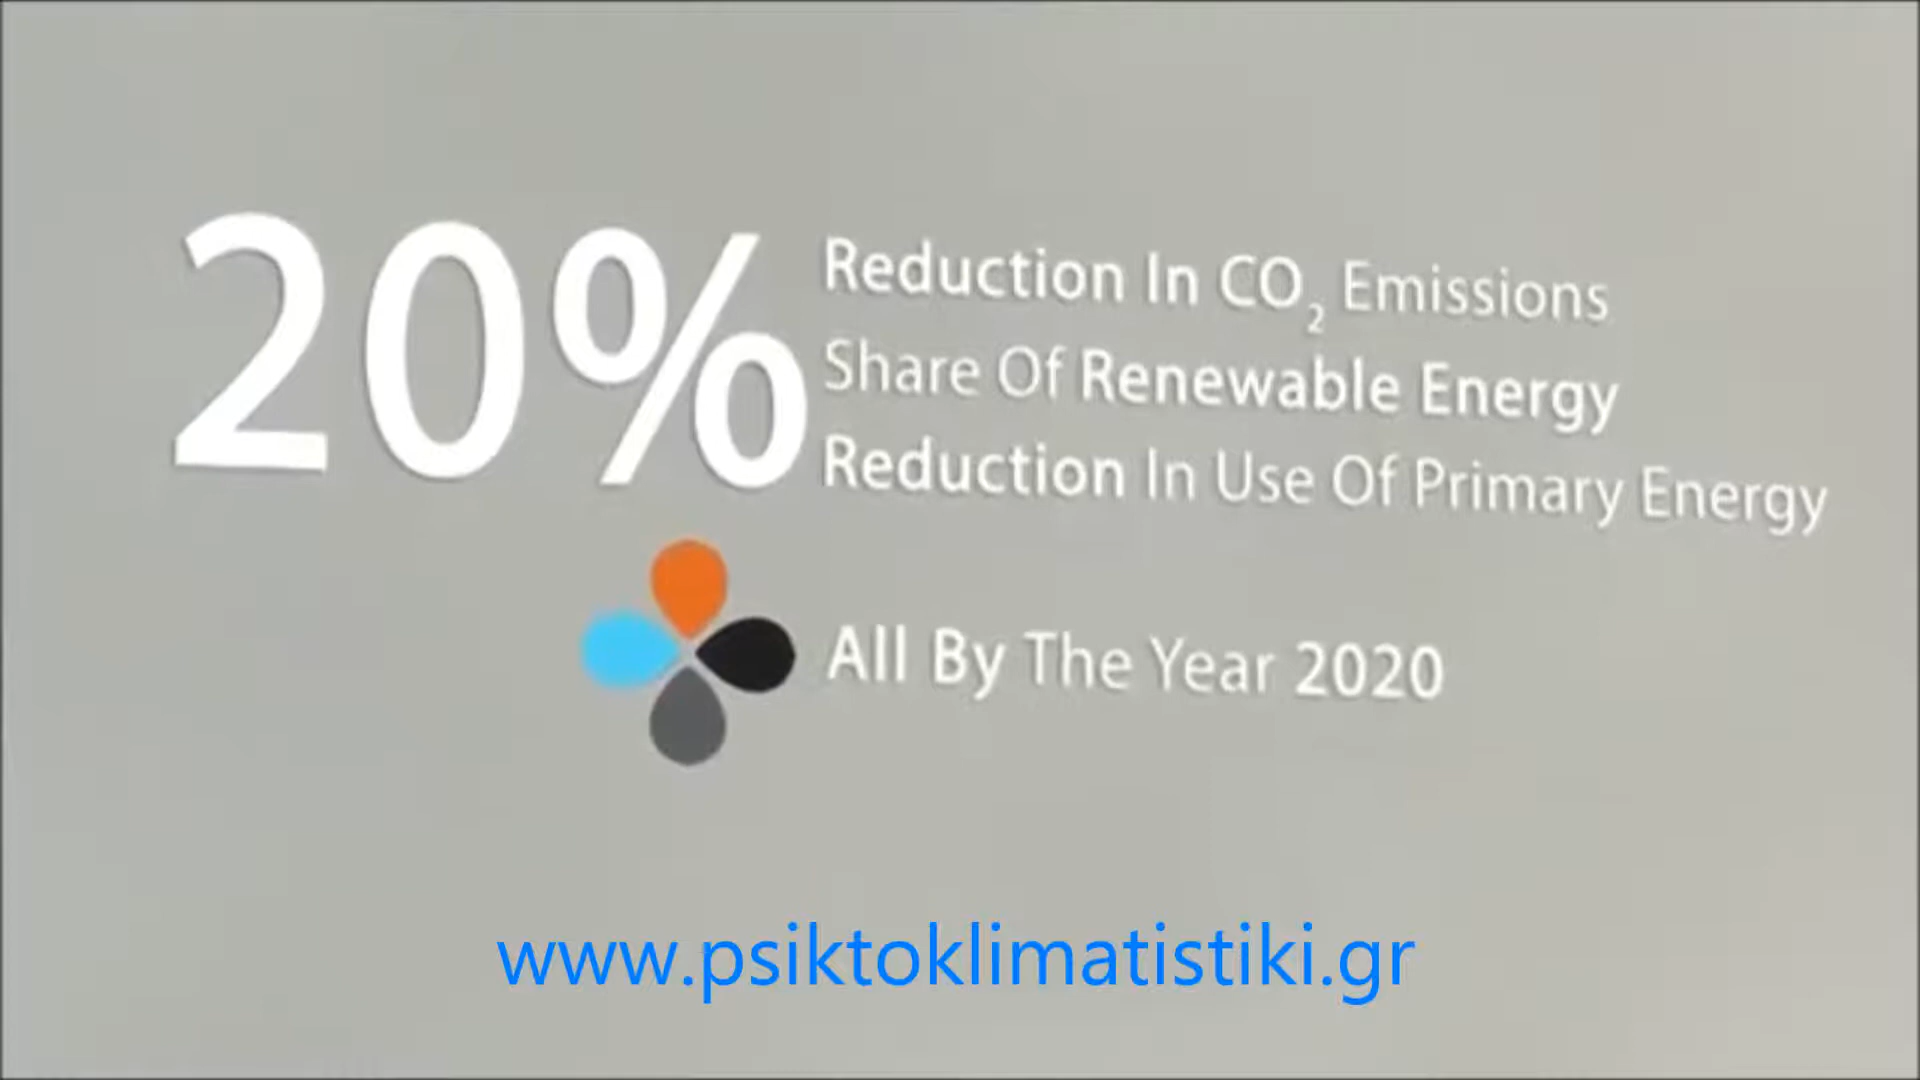 20%
Reduction In CO₂ Emissions
Share Of Renewable Energy
Reduction In Use Of Primary Energy
All By The Year 2020
www.psiktoklimatistiki.gr